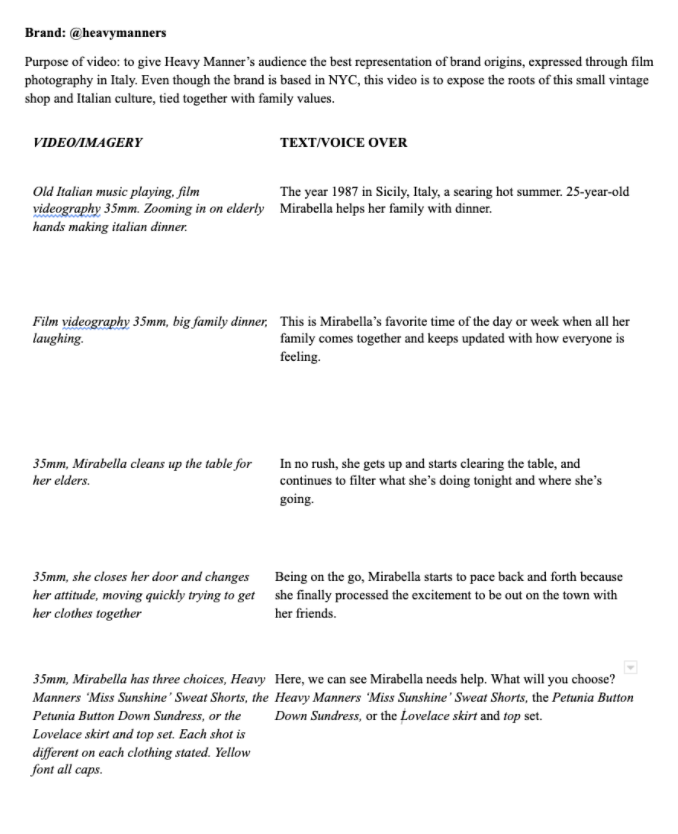 Brand: @heavymanners
Purpose of video: to give Heavy Manner's audience the best representation of brand origins, expressed through film
photography in Italy. Even though the brand is based in NYC, this video is to expose the roots of this small vintage
shop and Italian culture, tied together with family values.
VIDEO/IMAGERY
TEXT/VOICE OVER
Old Italian music playing, film
videography 35mm. Zooming in on elderly
hands making italian dinner.
The year 1987 in Sicily, Italy, a searing hot summer. 25-year-old
Mirabella helps her family with dinner.
Film videography 35mm, big family dinner,
laughing.
This is Mirabella's favorite time of the day or week when all her
family comes together and keeps updated with how everyone is
feeling.
35mm, Mirabella cleans up the table for
her elders.
In no rush, she gets up and starts clearing the table, and
continues to filter what she's doing tonight and where she's
going.
35mm, she closes her door and changes
her attitude, moving quickly trying to get
her clothes together
Being on the go, Mirabella starts to pace back and forth because
she finally processed the excitement to be out on the town with
her friends.
35mm, Mirabella has three choices, Heavy
Manners 'Miss Sunshine' Sweat Shorts, the
Petunia Button Down Sundress, or the
Lovelace skirt and top set. Each shot is
different on each clothing stated. Yellow
font all caps.
Here, we can see Mirabella needs help. What will you choose?
Heavy Manners 'Miss Sunshine' Sweat Shorts, the Petunia Button
Down Sundress, or the Lovelace skirt and top set.